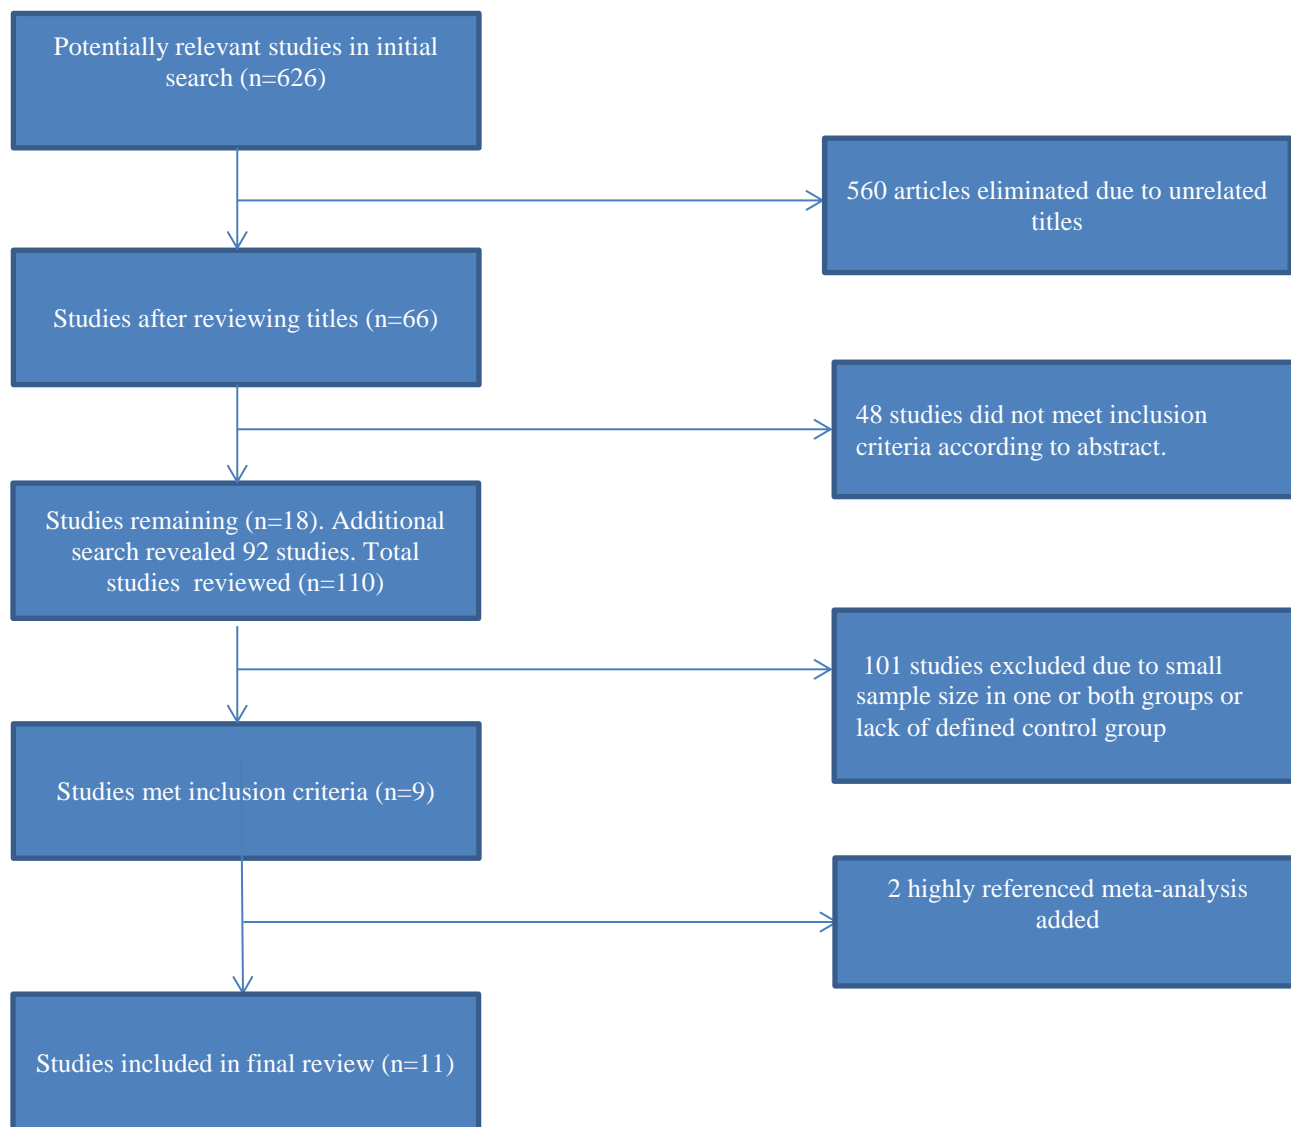 Potentially relevant studies in initial
search (n=626)
560 articles eliminated due to unrelated
titles
Studies after reviewing titles (n=66)
48 studies did not meet inclusion
criteria according to abstract.
Studies remaining (n=18). Additional
search revealed 92 studies. Total
studies reviewed (n=110)
101 studies excluded due to small
sample size in one or both groups or
lack of defined control group
Studies met inclusion criteria (n=9)
2 highly referenced meta-analysis
added
Studies included in final review (n=11)